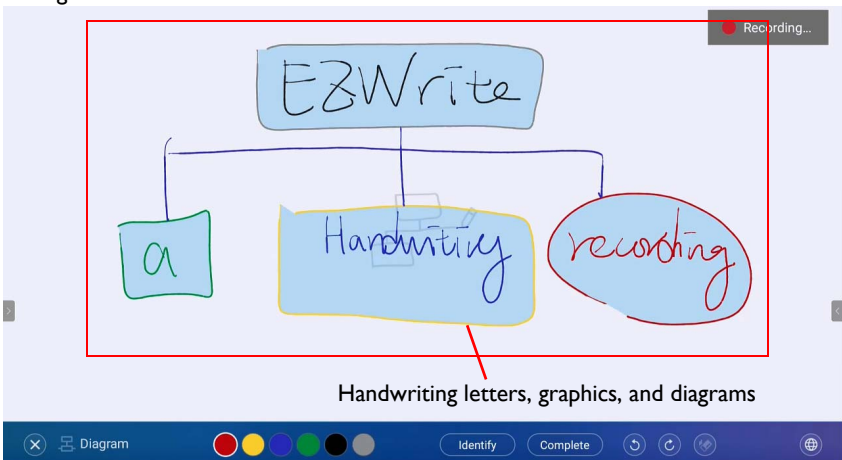 Recording...
EZWrite
a
Handwriting
recording
Handwriting letters, graphics, and diagrams
Diagram
Identify
Complete